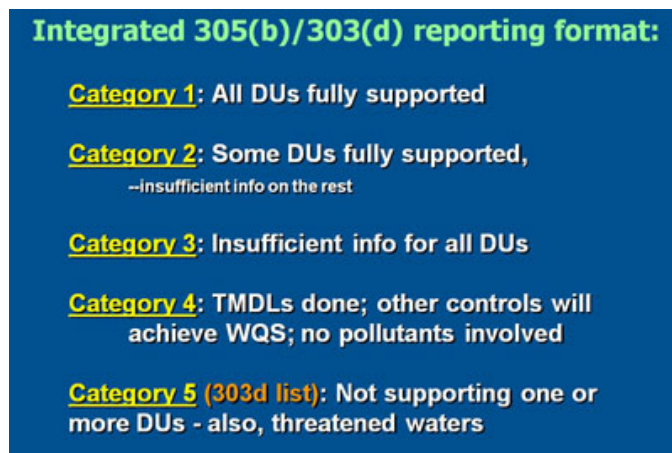 Integrated 305(b)/303(d) reporting format:
Category 1: All DUs fully supported
Category 2: Some DUs fully supported,
--insufficient info on the rest
Category 3: Insufficient info for all DUs
Category 4: TMDLs done; other controls will
achieve WQS; no pollutants involved
Category 5 (303d list): Not supporting one or
more DUs - also, threatened waters